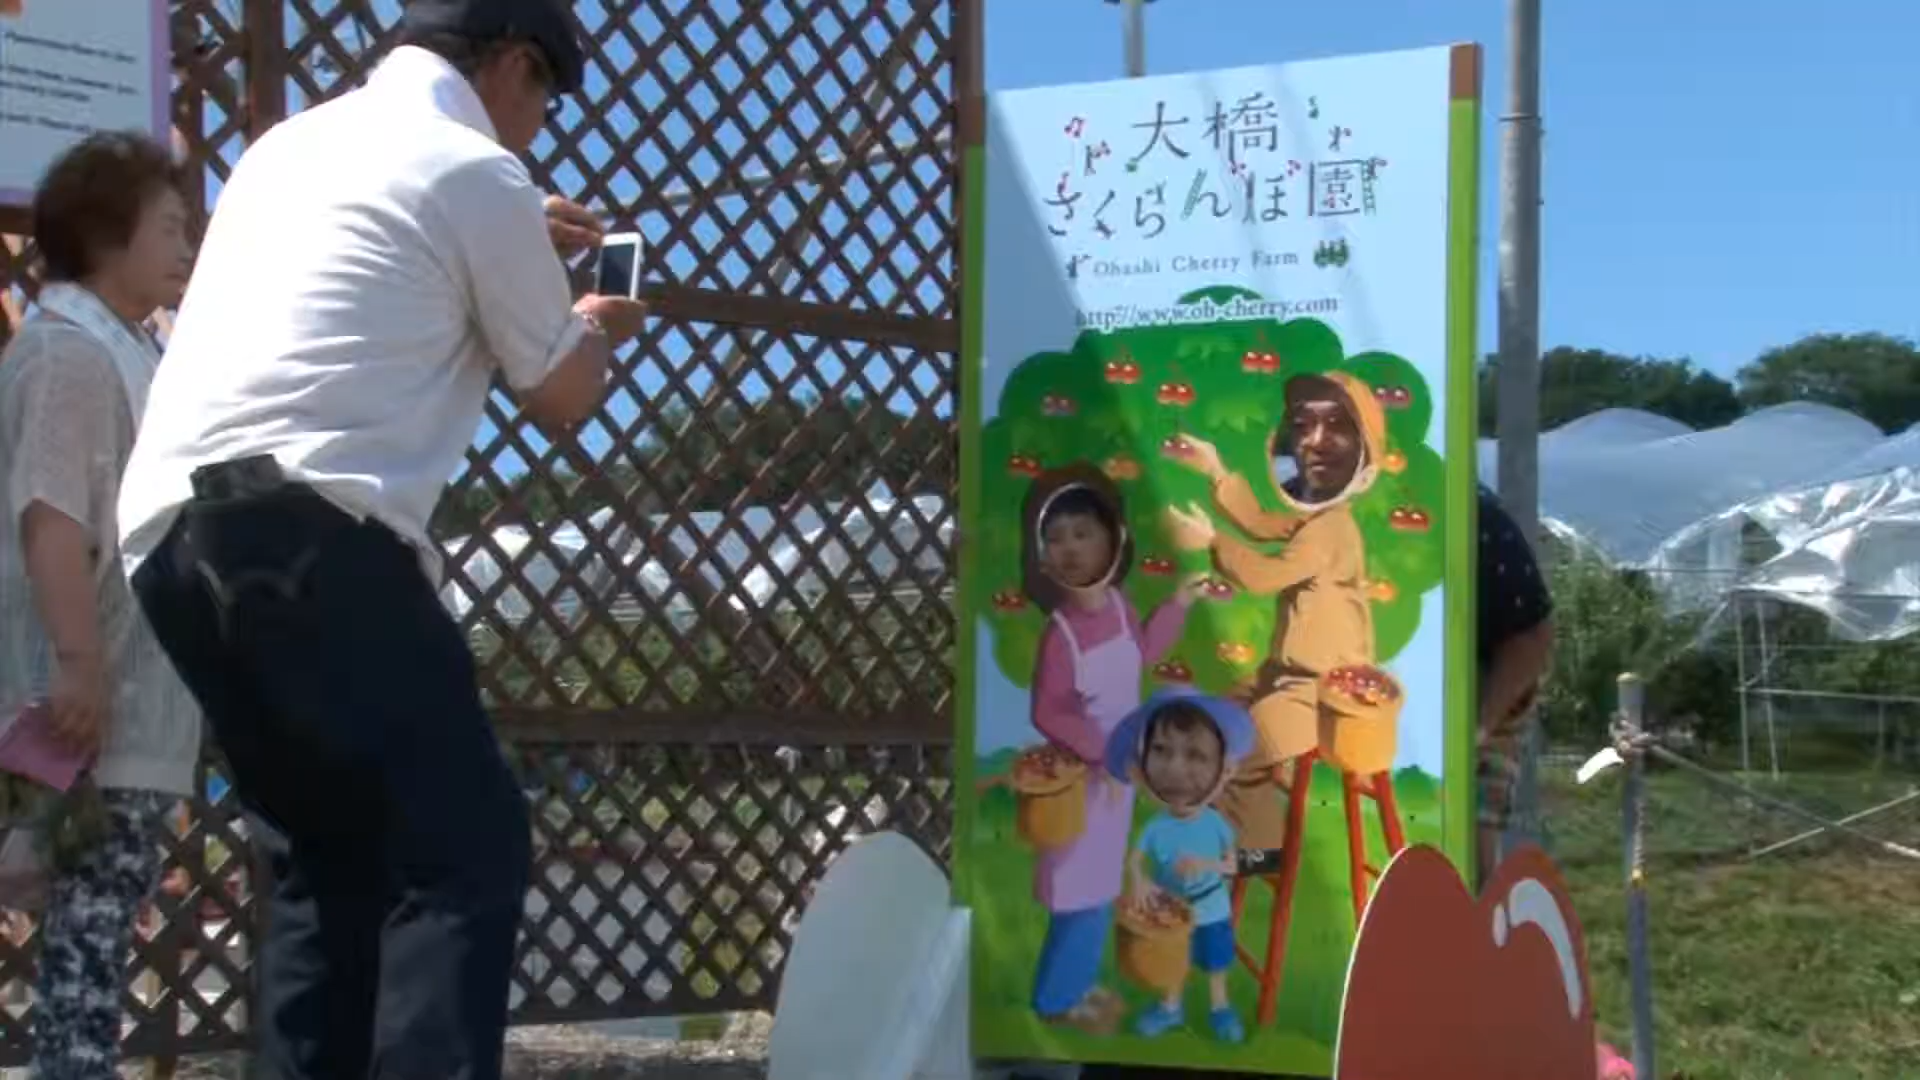 大橋
さくらんぼ園
Ohashi Cherry Farm
http://www.oh-cherry.com